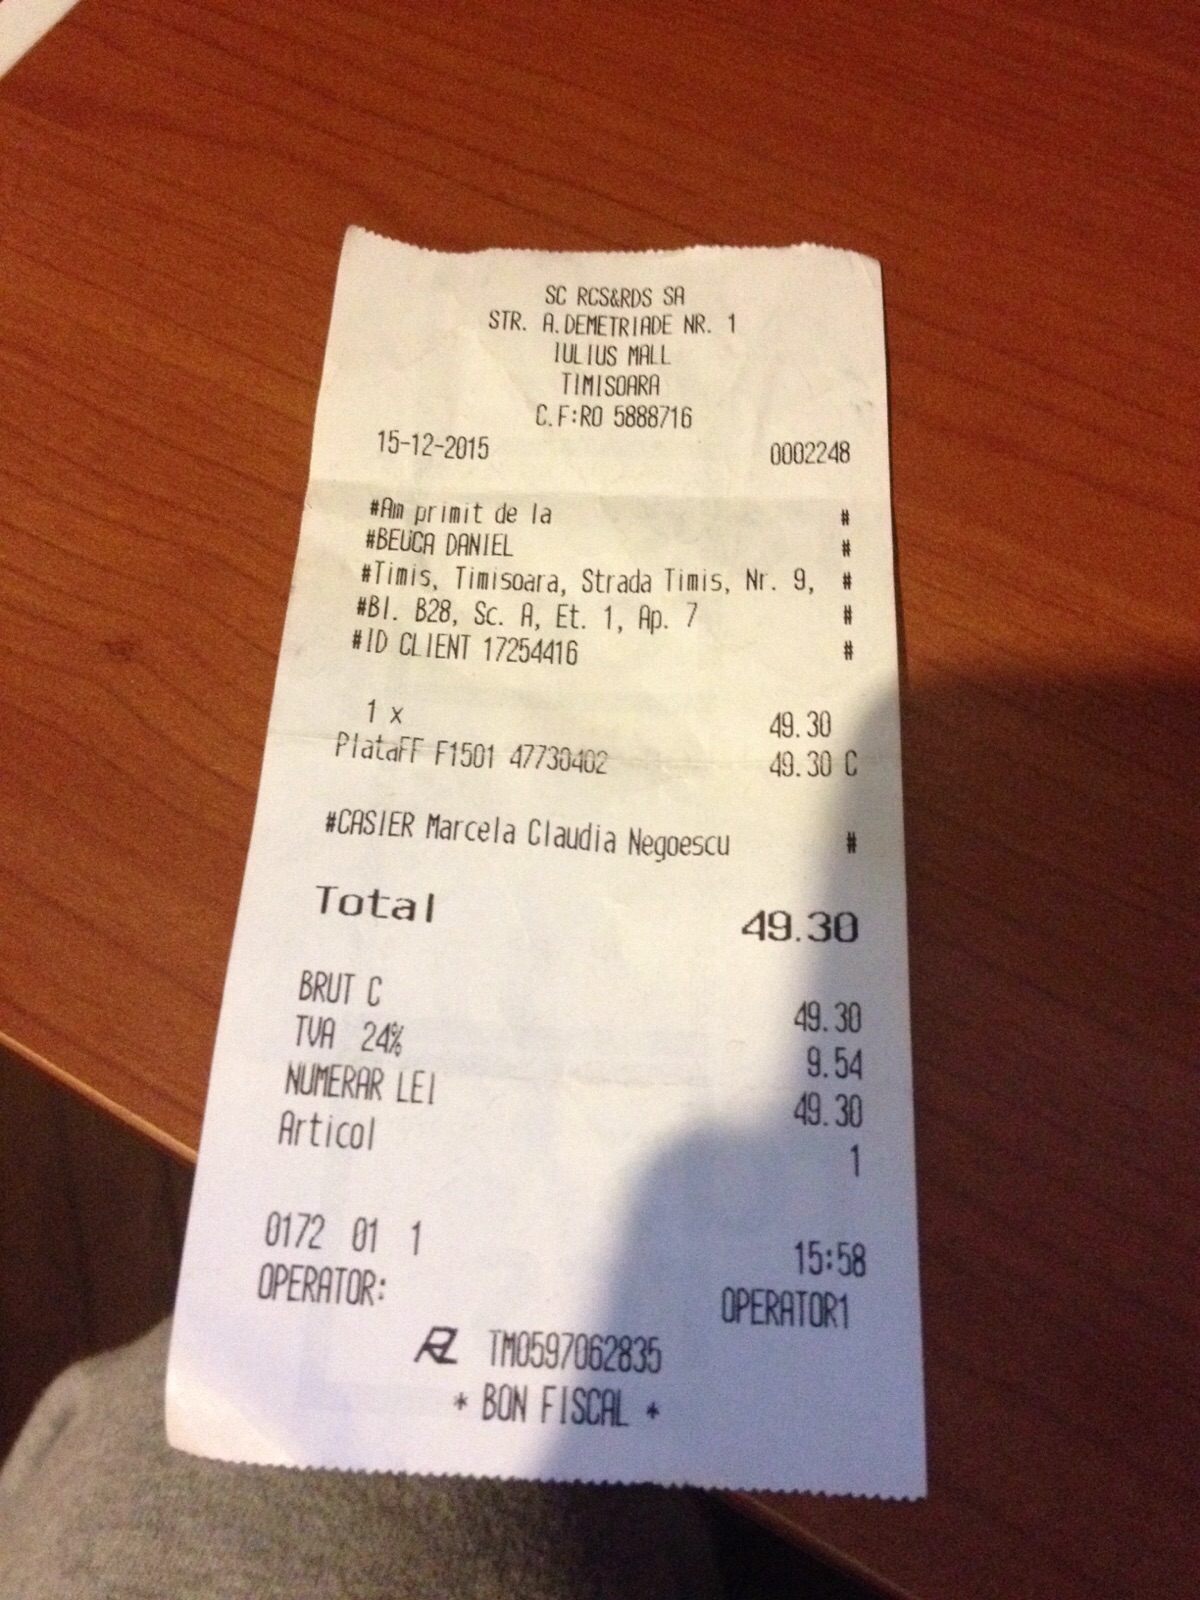 SC RCS&RDS SA
STR. A.DEMETRIADE NR. 1
IULIUS MALL
TIMISOARA
C.F:RO 5888716
15-12-2015 0002248
#Am primit de la #
#BEUCA DANIEL #
#Timis, Timisoara, Strada Timis, Nr. 9, #
#Bl. B28, Sc. A, Et. 1, Ap. 7 #
#ID CLIENT 17254416 #
1 x 49.30
PlataFF F1501 47730402 49.30 C
#CASIER Marcela Claudia Negoescu #
Total 49.30
BRUT C 49.30
TVA 24% 9.54
NUMERAR LEI 49.30
Articol 1
0172 01 1 15:58
OPERATOR: OPERATOR1
TM0597062835
* BON FISCAL *